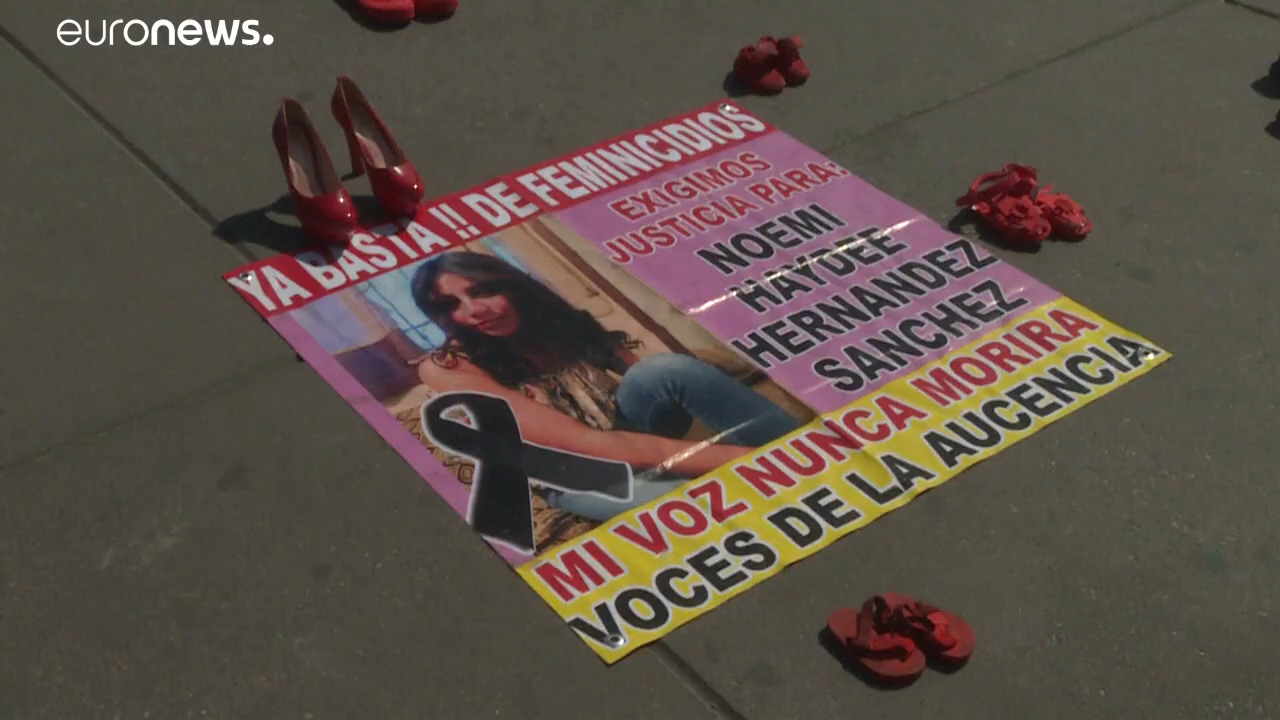 euronews.
YA BASTA !! DE FEMINICIDIOS
EXIGIMOS
JUSTICIA PARA:
NOEMI
HAYDEE
HERNANDEZ
SANCHEZ
MI VOZ NUNCA MORIRA
VOCES DE LA AUCENCIA